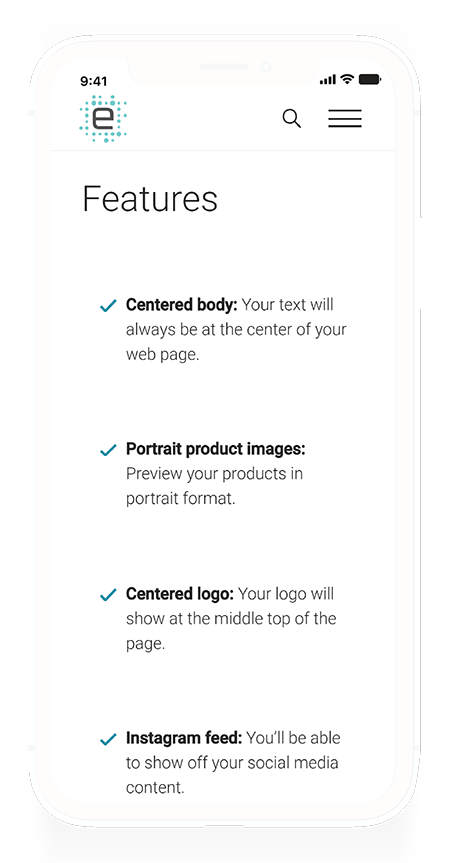 9:41
e
Features
Centered body: Your text will
always be at the center of your
web page.
Portrait product images:
Preview your products in
portrait format.
Centered logo: Your logo will
show at the middle top of the
page.
Instagram feed: You’ll be able
to show off your social media
content.